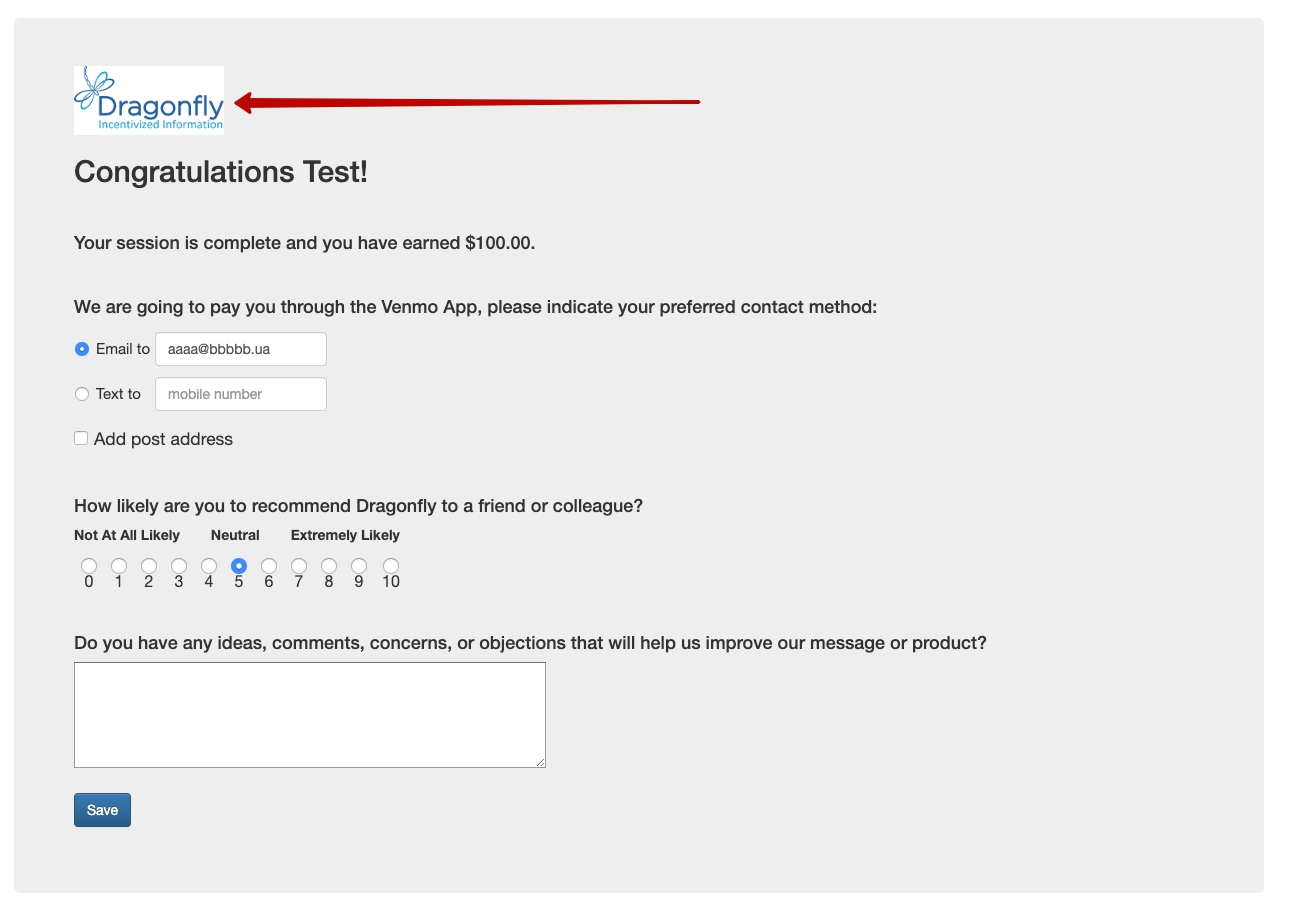 Dragonfly
Incentivized Information
Congratulations Test!
Your session is complete and you have earned $100.00.
We are going to pay you through the Venmo App, please indicate your preferred contact method:
Email to aaaa@bbbbb.ua
Text to mobile number
Add post address
How likely are you to recommend Dragonfly to a friend or colleague?
Not At All Likely Neutral Extremely Likely
0 1 2 3 4 5 6 7 8 9 10
Do you have any ideas, comments, concerns, or objections that will help us improve our message or product?
Save